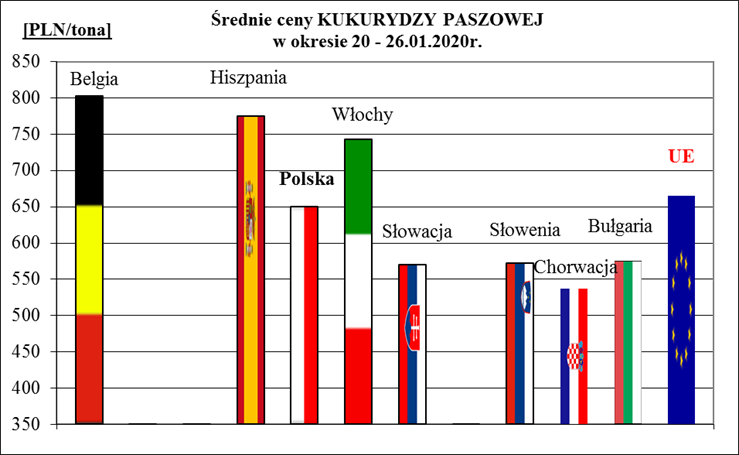 Średnie ceny KUKURYDZY PASZOWEJ
w okresie 20 - 26.01.2020r.
[PLN/tona]
850
800
750
700
650
600
550
500
450
400
350
Belgia
Hiszpania
Polska
Włochy
Słowacja
Słowenia
Chorwacja
Bułgaria
UE